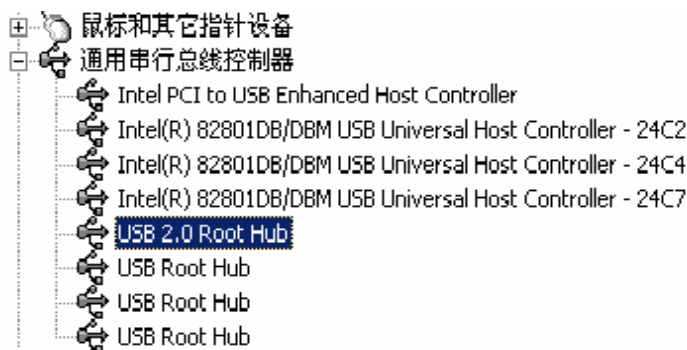 鼠标和其它指针设备
通用串行总线控制器
Intel PCI to USB Enhanced Host Controller
Intel(R) 82801DB/DBM USB Universal Host Controller - 24C2
Intel(R) 82801DB/DBM USB Universal Host Controller - 24C4
Intel(R) 82801DB/DBM USB Universal Host Controller - 24C7
USB 2.0 Root Hub
USB Root Hub
USB Root Hub
USB Root Hub